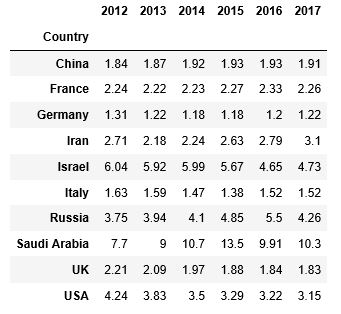 2012 2013 2014 2015 2016 2017
Country
China 1.84 1.87 1.92 1.93 1.93 1.91
France 2.24 2.22 2.23 2.27 2.33 2.26
Germany 1.31 1.22 1.18 1.18 1.2 1.22
Iran 2.71 2.18 2.24 2.63 2.79 3.1
Israel 6.04 5.92 5.99 5.67 4.65 4.73
Italy 1.63 1.59 1.47 1.38 1.52 1.52
Russia 3.75 3.94 4.1 4.85 5.5 4.26
Saudi Arabia 7.7 9 10.7 13.5 9.91 10.3
UK 2.21 2.09 1.97 1.88 1.84 1.83
USA 4.24 3.83 3.5 3.29 3.22 3.15